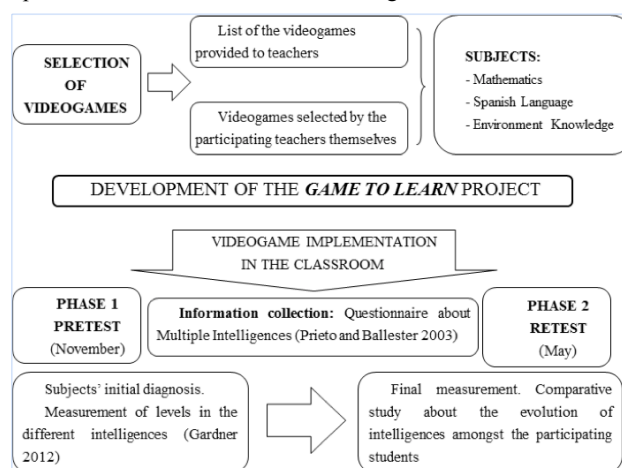 SELECTION
OF
VIDEOGAMES
List of the videogames
provided to teachers
Videogames selected by the
participating teachers themselves
SUBJECTS:
- Mathematics
- Spanish Language
- Environment Knowledge
DEVELOPMENT OF THE GAME TO LEARN PROJECT
VIDEOGAME IMPLEMENTATION
IN THE CLASSROOM
PHASE 1
PRETEST
(November)
Information collection: Questionnaire about
Multiple Intelligences (Prieto and Ballester 2003)
PHASE 2
RETEST
(May)
Subjects' initial diagnosis.
Measurement of levels in the
different intelligences (Gardner
2012)
Final measurement. Comparative
study about the evolution of
intelligences amongst the participating
students